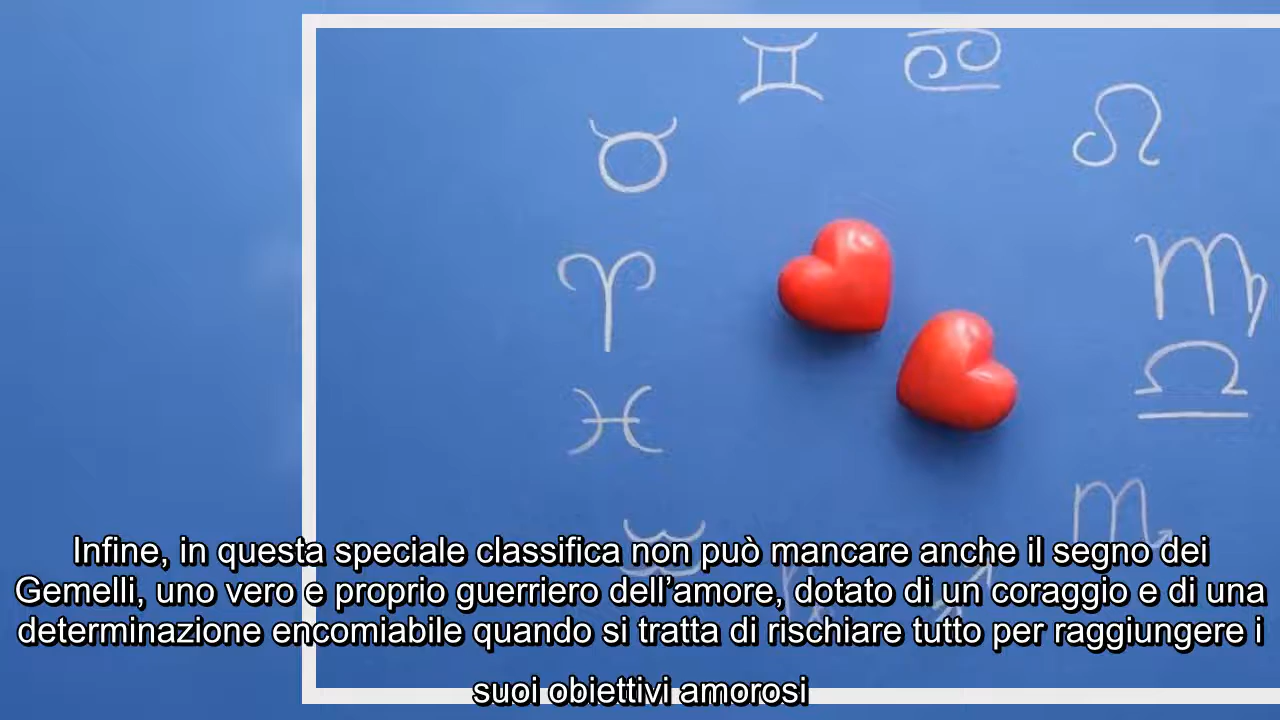 Infine, in questa speciale classifica non può mancare anche il segno dei
Gemelli, uno vero e proprio guerriero dell’amore, dotato di un coraggio e di una
determinazione encomiabile quando si tratta di rischiare tutto per raggiungere i
suoi obiettivi amorosi